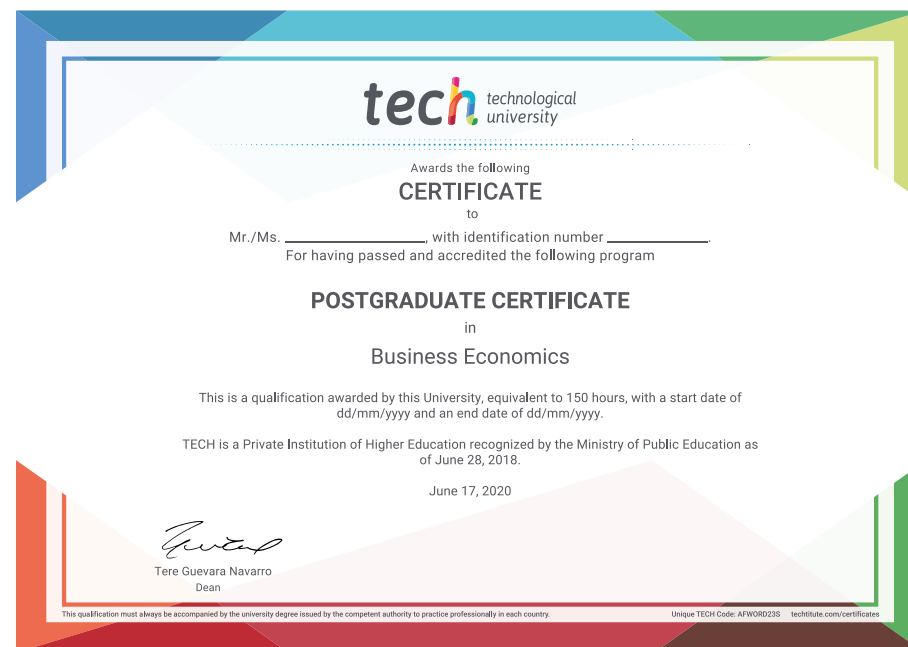 tech technological
university
Awards the following
CERTIFICATE
to
Mr./Ms. ____________________, with identification number ______________.
For having passed and accredited the following program
POSTGRADUATE CERTIFICATE
in
Business Economics
This is a qualification awarded by this University, equivalent to 150 hours, with a start date of
dd/mm/yyyy and an end date of dd/mm/yyyy.
TECH is a Private Institution of Higher Education recognized by the Ministry of Public Education as
of June 28, 2018.
June 17, 2020
Tere Guevara Navarro
Dean
This qualification must always be accompanied by the university degree issued by the competent authority to practice professionally in each country. Unique TECH Code: AFWORD23S techtitute.com/certificates